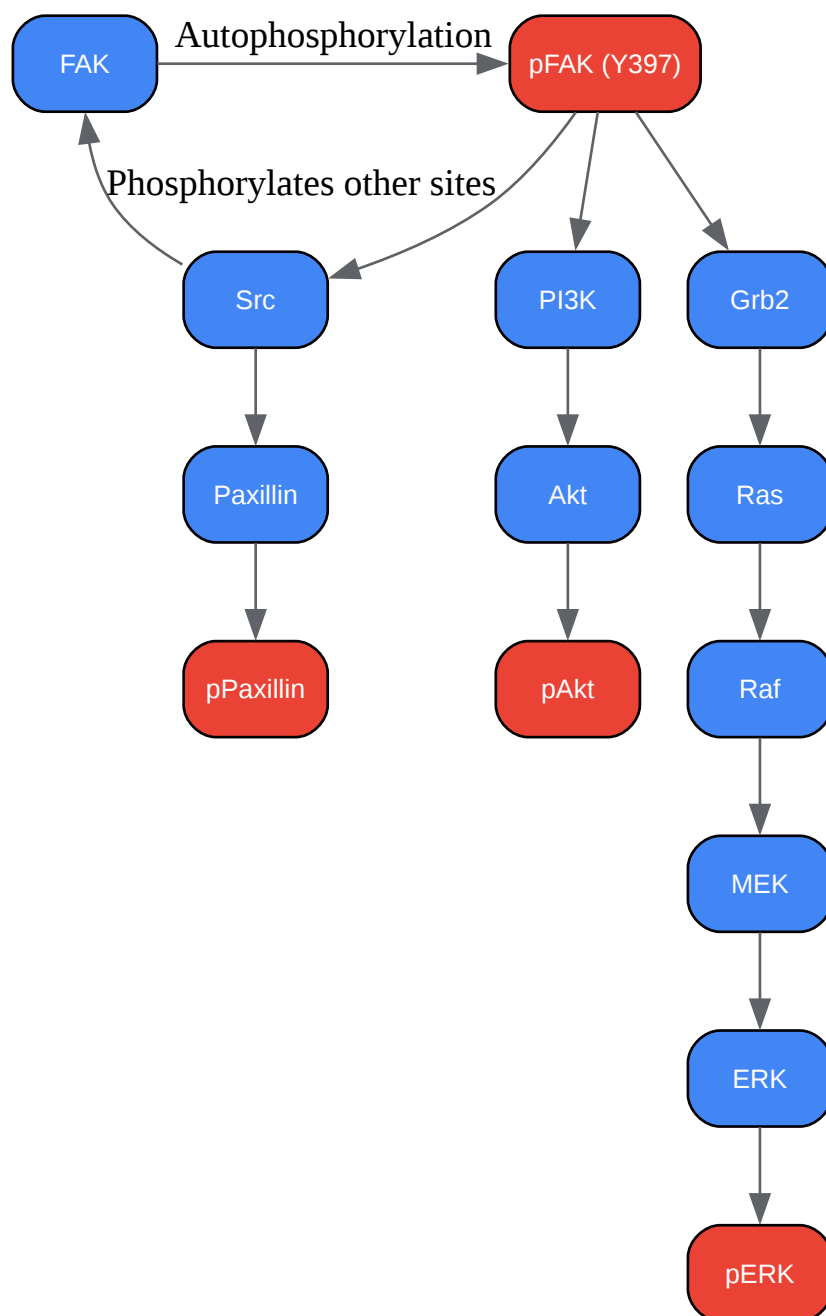 FAK
Autophosphorylation
pFAK (Y397)
Phosphorylates other sites
Src
PI3K
Grb2
Paxillin
Akt
Ras
pPaxillin
pAkt
Raf
MEK
ERK
pERK